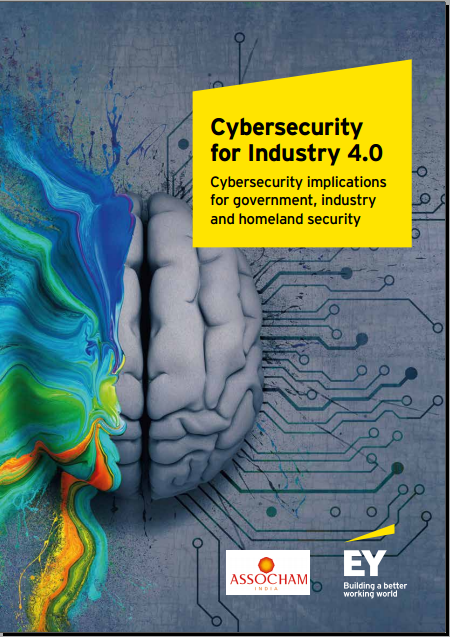 Cybersecurity
for Industry 4.0
Cybersecurity implications
for government, industry
and homeland security
ASSOCHAM
INDIA
EY
Building a better
working world